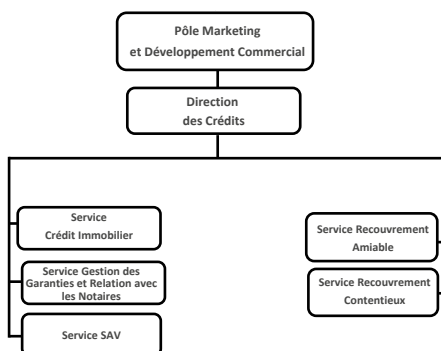 Pôle Marketing
et Développement Commercial
Direction
des Crédits
Service
Crédit Immobilier
Service Gestion des
Garanties et Relation avec
les Notaires
Service SAV
Service Recouvrement
Amiable
Service Recouvrement
Contentieux